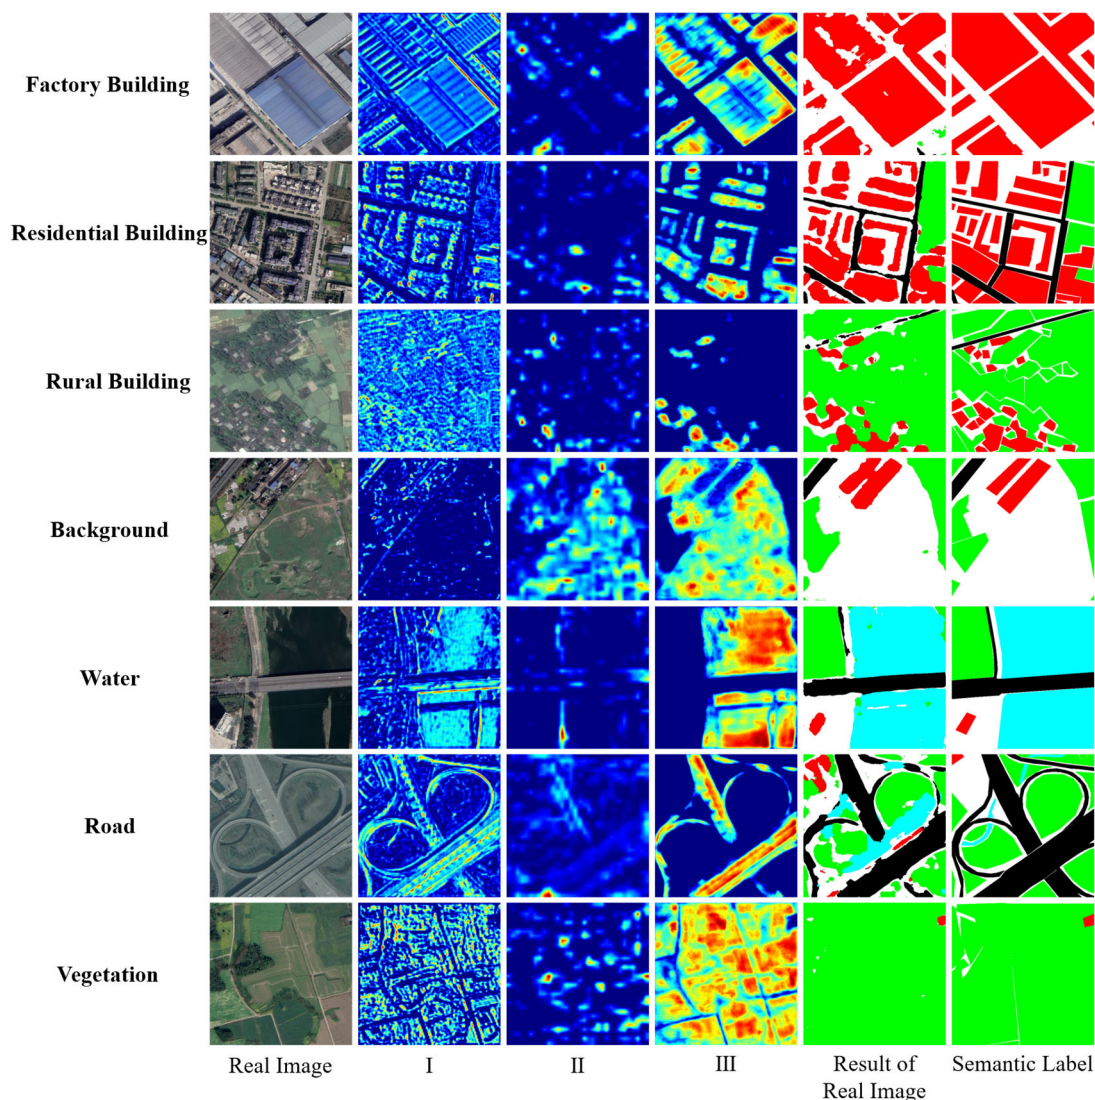 Factory Building
Residential Building
Rural Building
Background
Water
Road
Vegetation
Real Image
I
II
III
Result of
Real Image
Semantic Label